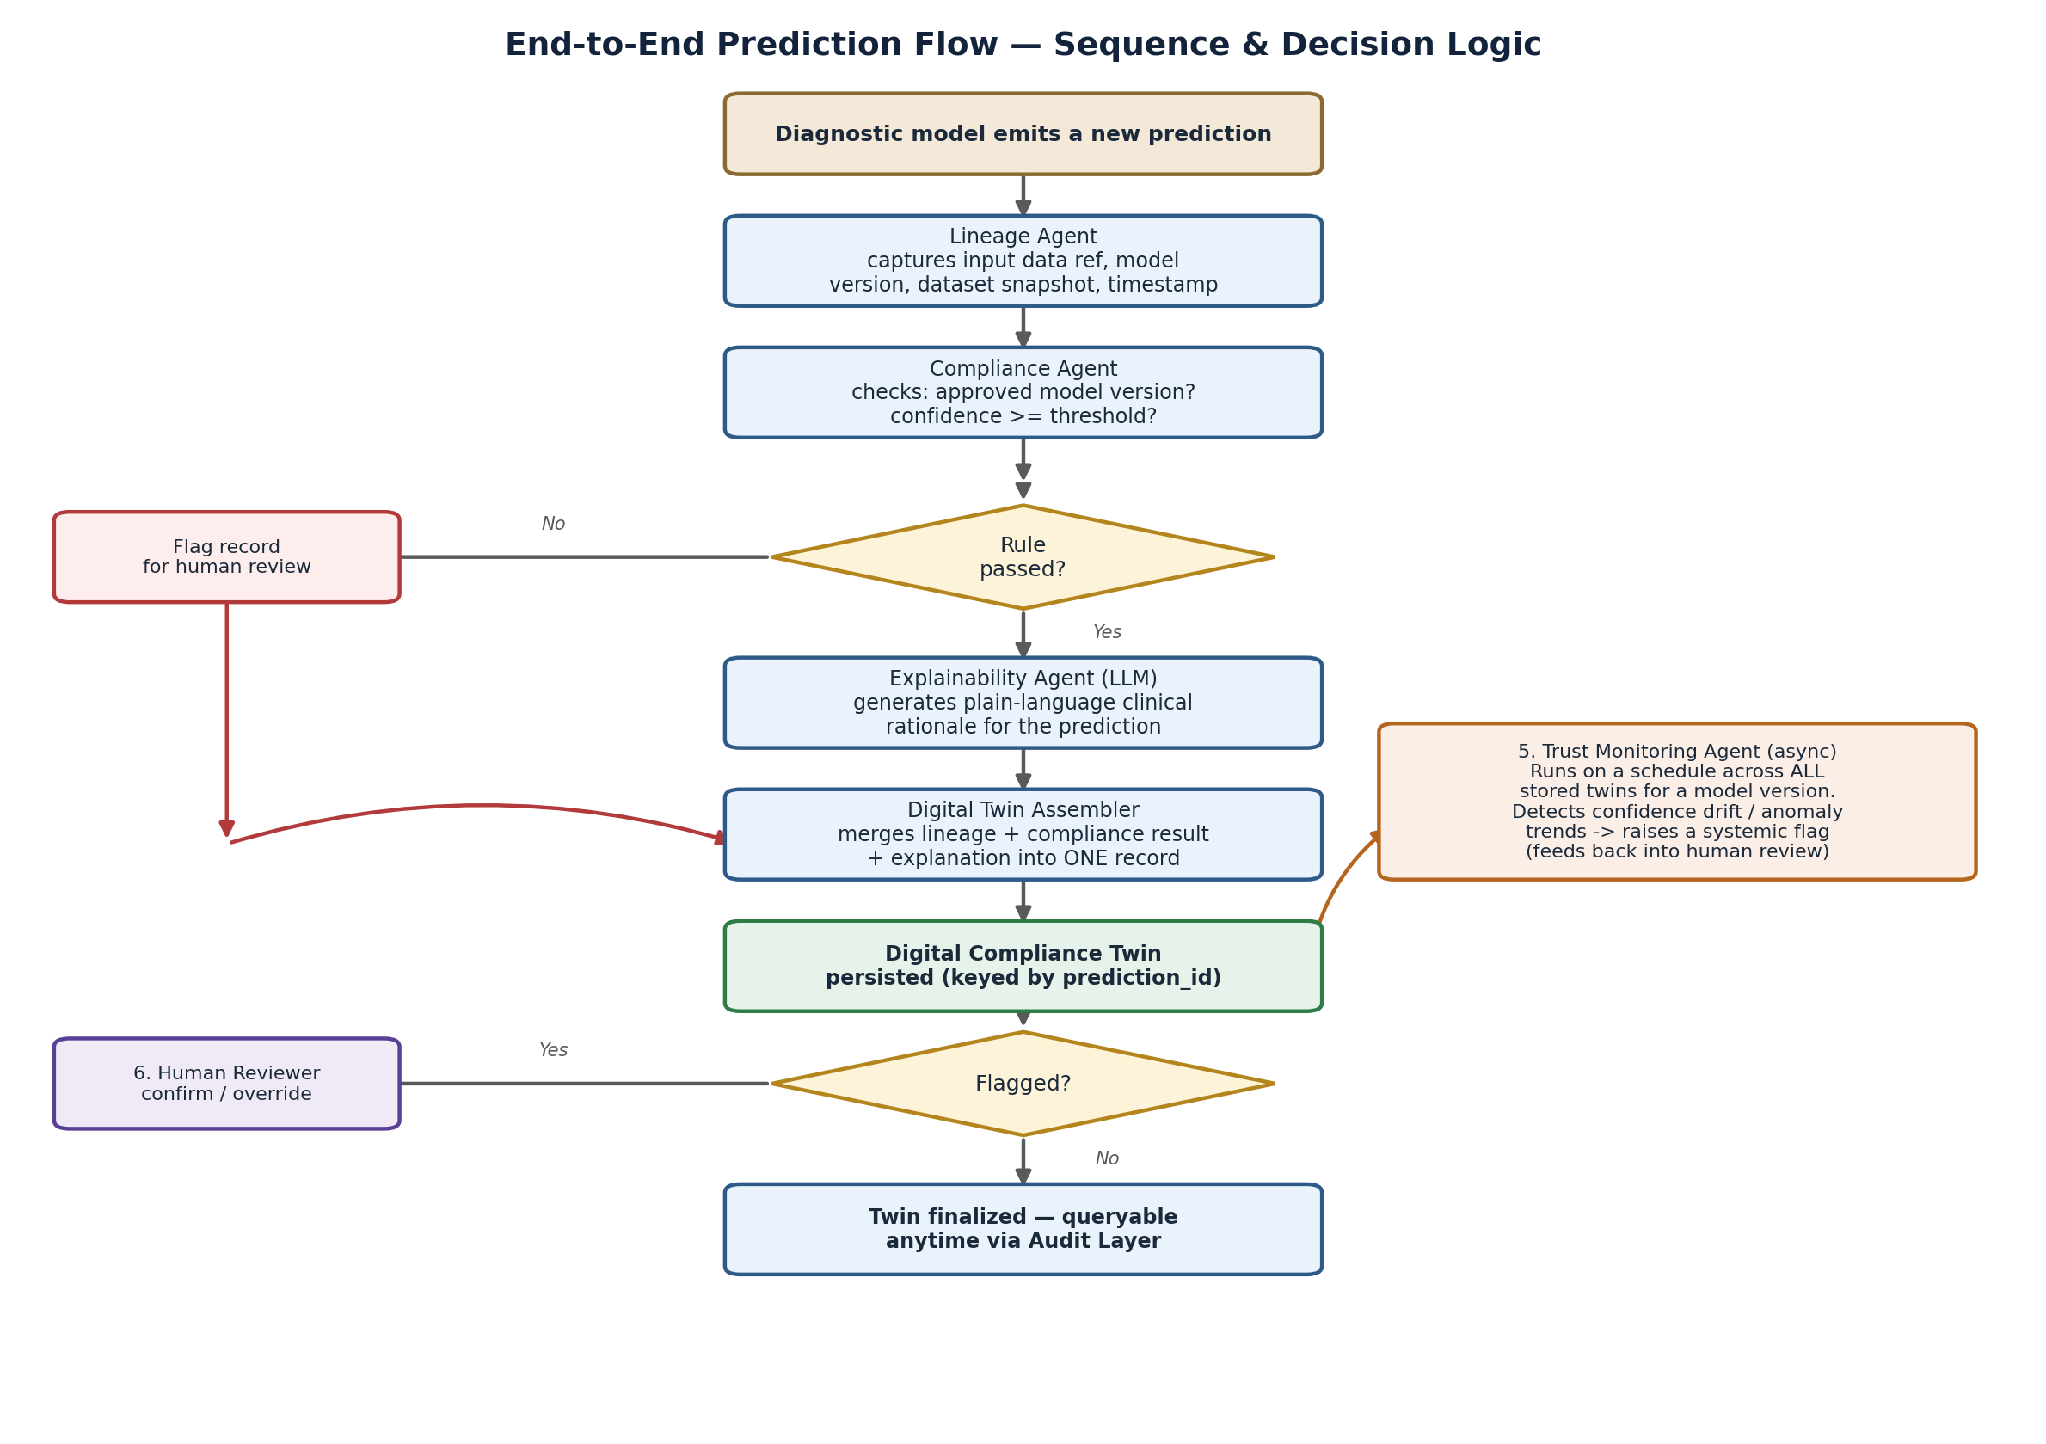 End-to-End Prediction Flow — Sequence & Decision Logic
Diagnostic model emits a new prediction
Lineage Agent
captures input data ref, model
version, dataset snapshot, timestamp
Compliance Agent
checks: approved model version?
confidence >= threshold?
No
Flag record
for human review
Rule
passed?
Yes
Explainability Agent (LLM)
generates plain-language clinical
rationale for the prediction
5. Trust Monitoring Agent (async)
Runs on a schedule across ALL
stored twins for a model version.
Detects confidence drift / anomaly
trends -> raises a systemic flag
(feeds back into human review)
Digital Twin Assembler
merges lineage + compliance result
+ explanation into ONE record
Digital Compliance Twin
persisted (keyed by prediction_id)
Yes
6. Human Reviewer
confirm / override
Flagged?
No
Twin finalized — queryable
anytime via Audit Layer